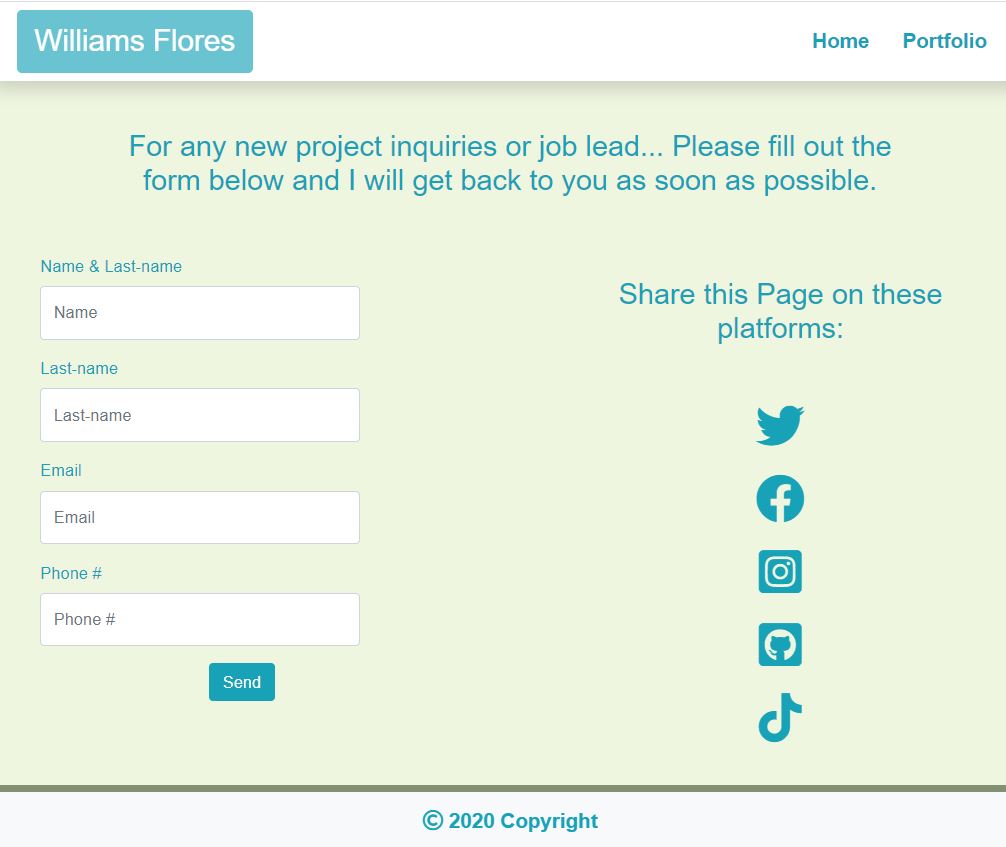 Williams Flores
Home
Portfolio
For any new project inquiries or job lead... Please fill out the
form below and I will get back to you as soon as possible.
Name & Last-name
Name
Last-name
Last-name
Email
Email
Phone #
Phone #
Send
Share this Page on these
platforms:
© 2020 Copyright